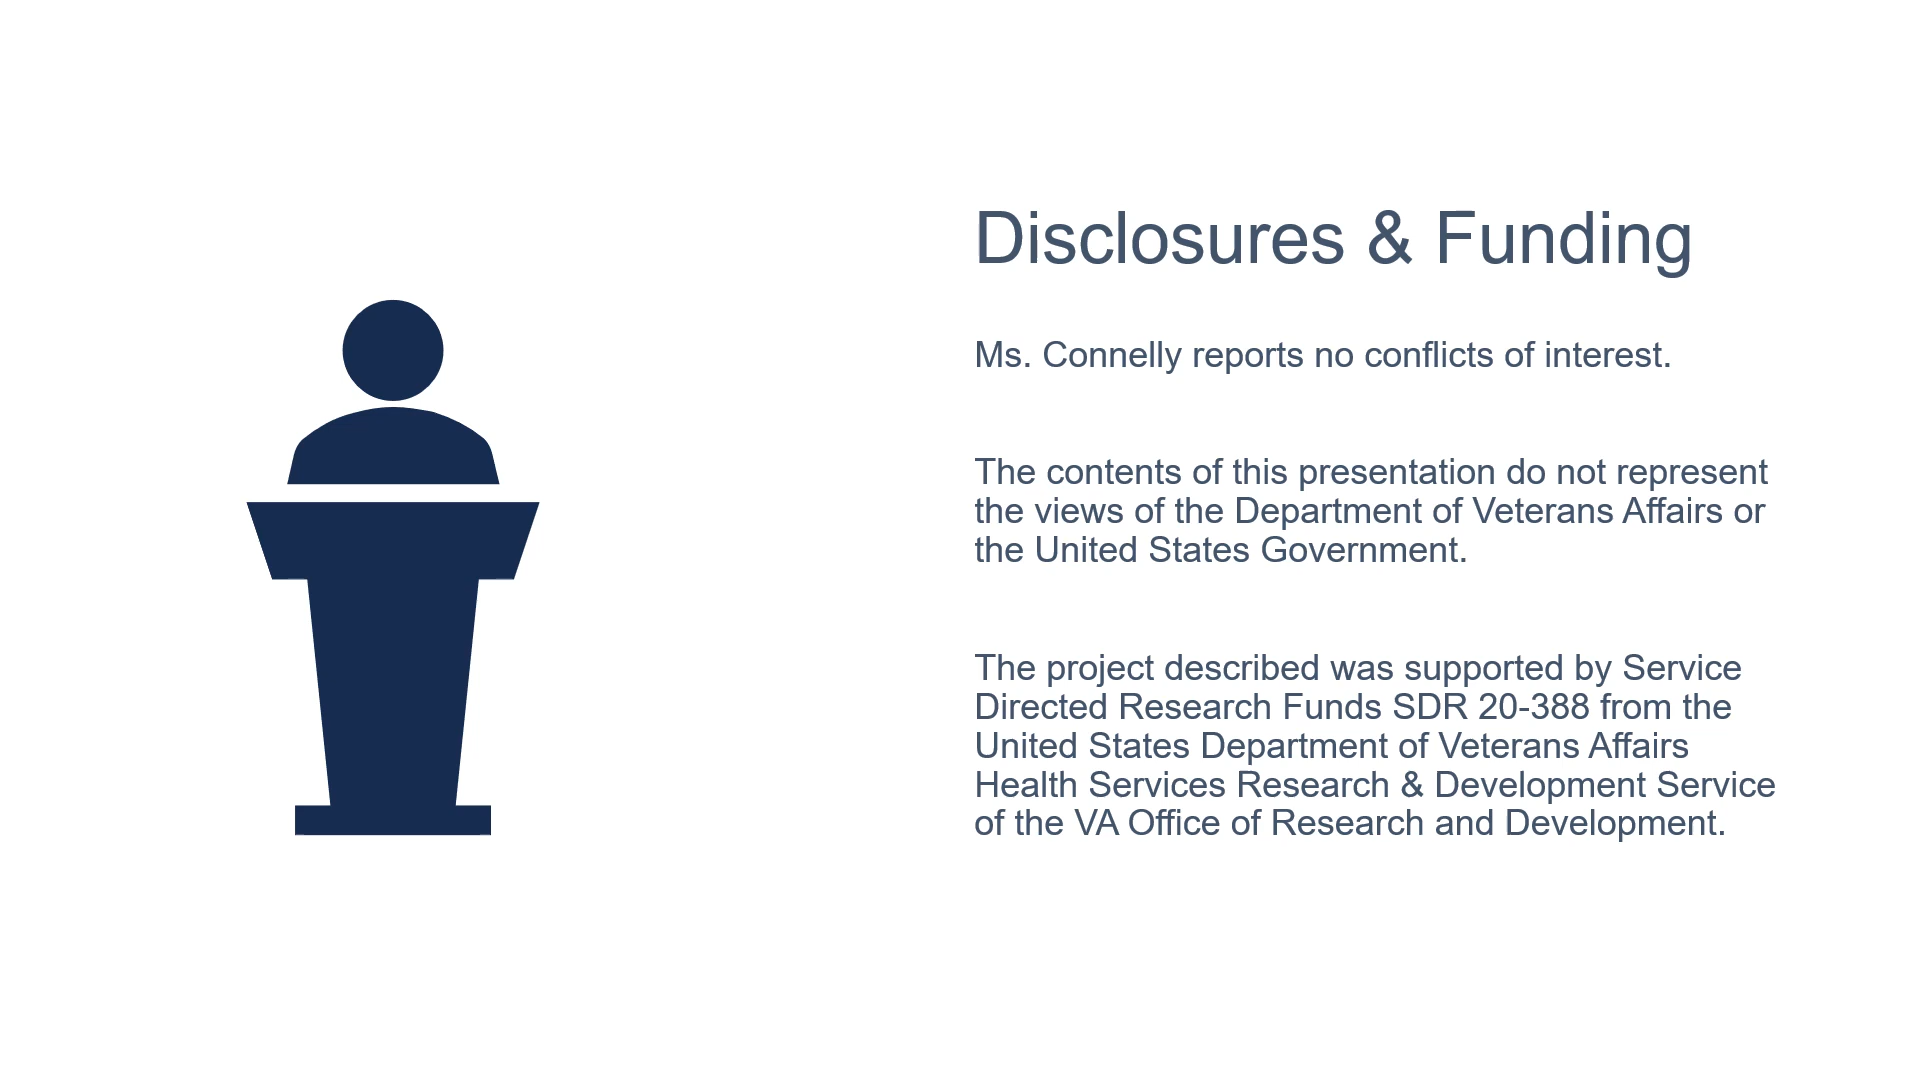 Disclosures & Funding
Ms. Connelly reports no conflicts of interest.
The contents of this presentation do not represent
the views of the Department of Veterans Affairs or
the United States Government.
The project described was supported by Service
Directed Research Funds SDR 20-388 from the
United States Department of Veterans Affairs
Health Services Research & Development Service
of the VA Office of Research and Development.